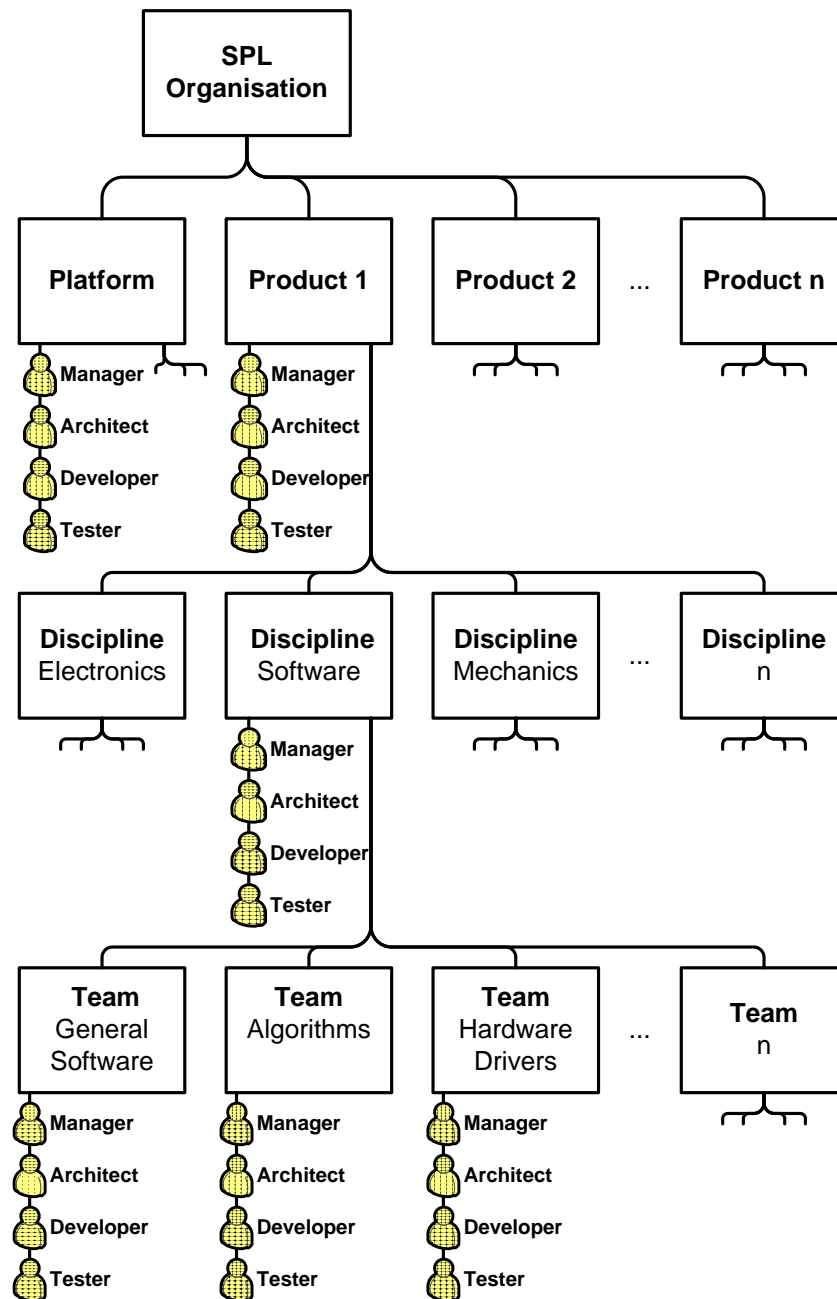 SPL
Organisation
Platform
Product 1
Product 2
...
Product n
Manager
Architect
Developer
Tester
Manager
Architect
Developer
Tester
Discipline
Electronics
Discipline
Software
Discipline
Mechanics
...
Discipline
n
Manager
Architect
Developer
Tester
Team
General
Software
Team
Algorithms
Team
Hardware
Drivers
...
Team
n
Manager
Architect
Developer
Tester
Manager
Architect
Developer
Tester
Manager
Architect
Developer
Tester